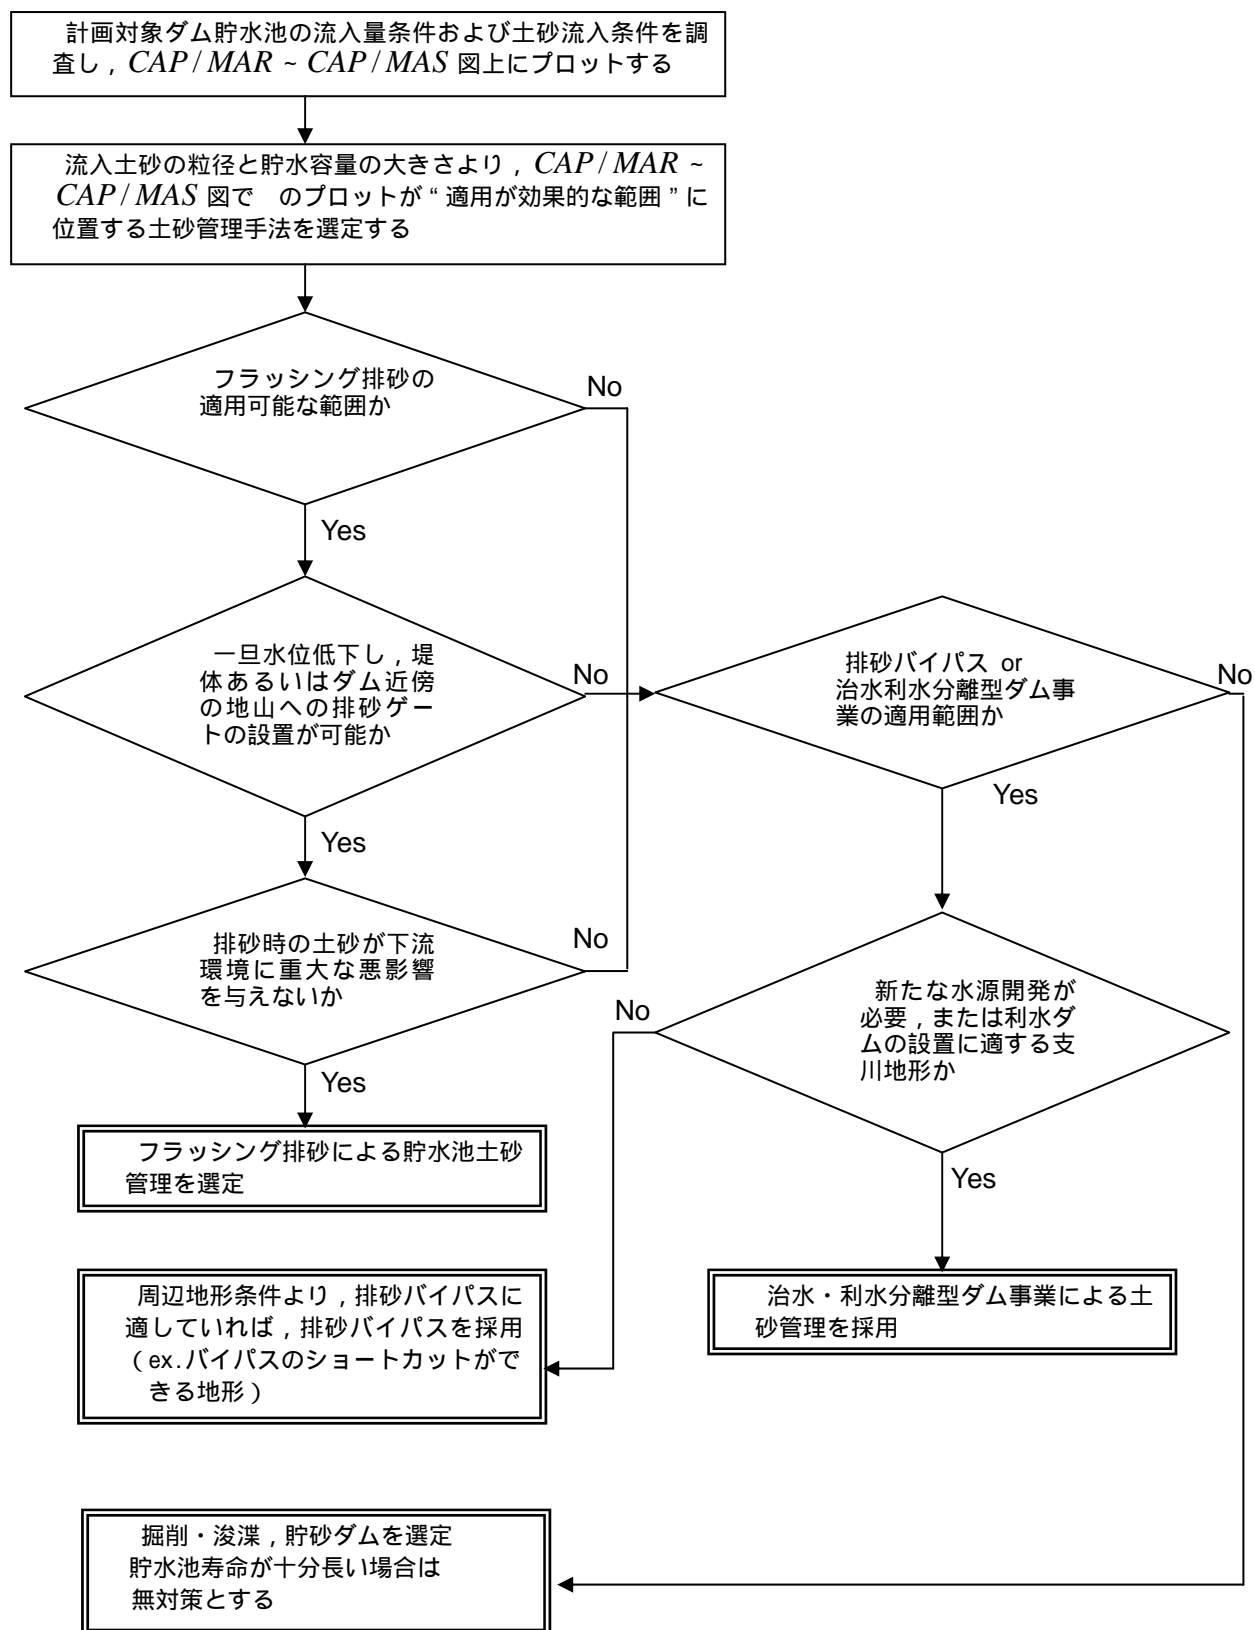 計画対象ダム貯水池の流入量条件および土砂流入条件を調
査し，CAP/MAR ~ CAP/MAS 図上にプロットする
流入土砂の粒径と貯水容量の大きさより，CAP/MAR ~
CAP/MAS 図で　のプロットが“適用が効果的な範囲”に
位置する土砂管理手法を選定する
フラッシング排砂の
適用可能な範囲か
No
Yes
一旦水位低下し，堤
体あるいはダム近傍
の地山への排砂ゲー
トの設置が可能か
No
Yes
排砂バイパス or
治水利水分離型ダム事
業の適用範囲か
No
Yes
排砂時の土砂が下流
環境に重大な悪影響
を与えないか
No
Yes
新たな水源開発が
必要，または利水ダ
ムの設置に適する支
川地形か
No
Yes
フラッシング排砂による貯水池土砂
管理を選定
周辺地形条件より，排砂バイパスに
適していれば，排砂バイパスを採用
（ex.バイパスのショートカットがで
きる地形）
治水・利水分離型ダム事業による土
砂管理を採用
掘削・浚渫，貯砂ダムを選定
貯水池寿命が十分長い場合は
無対策とする